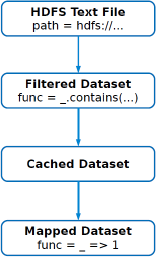 HDFS Text File
path = hdfs://...
Filtered Dataset
func = _.contains(...)
Cached Dataset
Mapped Dataset
func = _ => 1